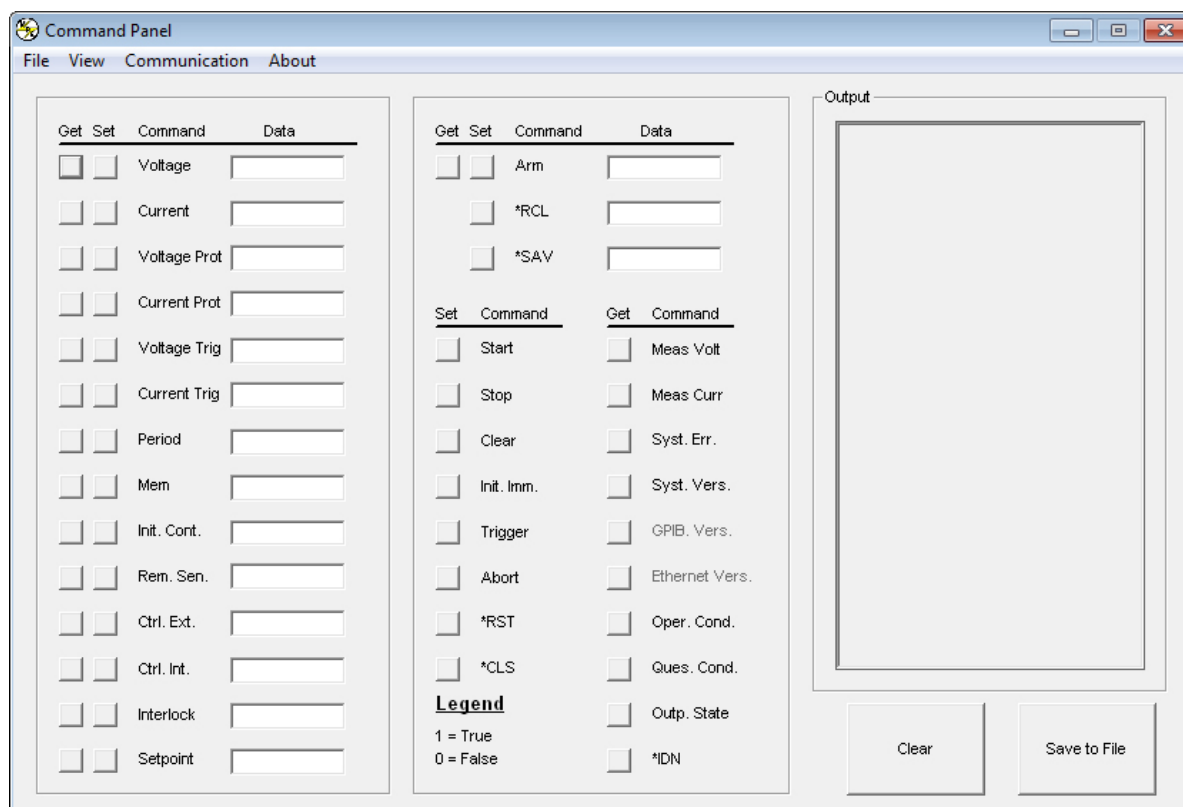 Command Panel
File View Communication About
Get Set Command Data
Voltage
Current
Voltage Prot
Current Prot
Voltage Trig
Current Trig
Period
Mem
Init. Cont.
Rem. Sen.
Ctrl. Ext.
Ctrl. Int.
Interlock
Setpoint
Get Set Command Data
Arm
*RCL
*SAV
Set Command
Start
Stop
Clear
Init. Imm.
Trigger
Abort
*RST
*CLS
Legend
1 = True
0 = False
Get Command
Meas Volt
Meas Curr
Syst. Err.
Syst. Vers.
GPIB. Vers.
Ethernet Vers.
Oper. Cond.
Ques. Cond.
Outp. State
*IDN
Output
Clear
Save to File